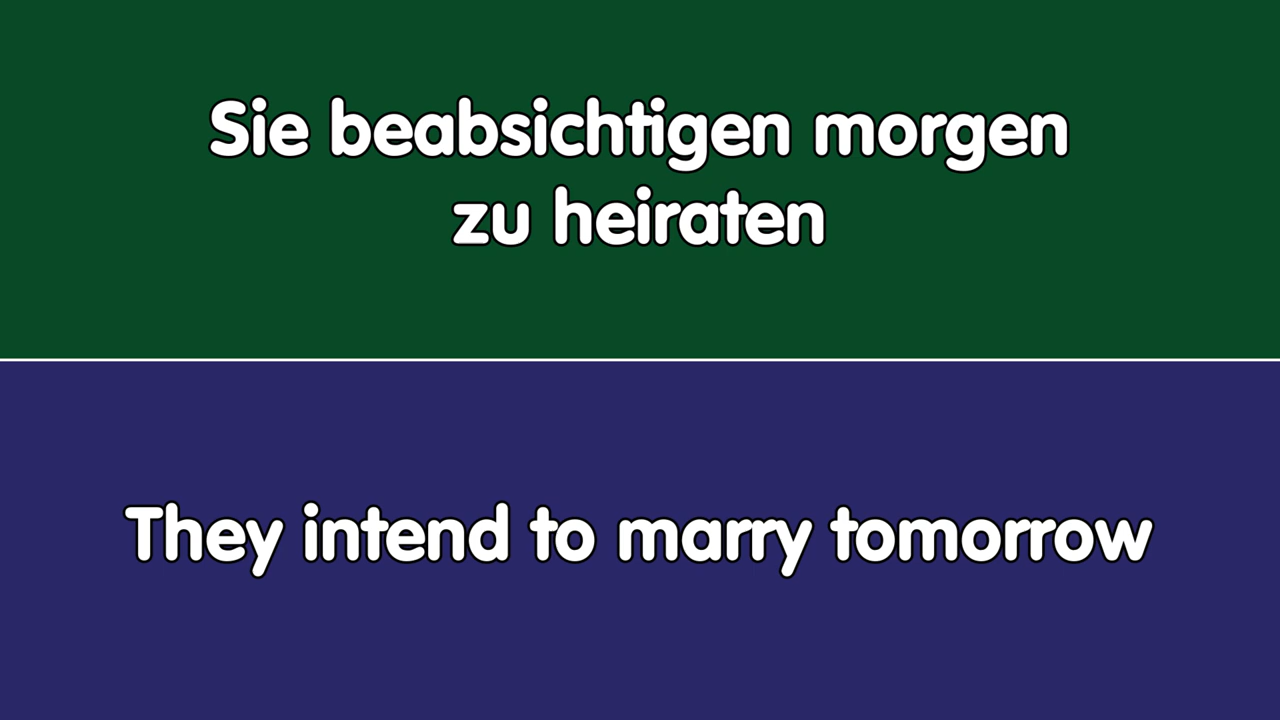 Sie beabsichtigen morgen
zu heiraten
They intend to marry tomorrow